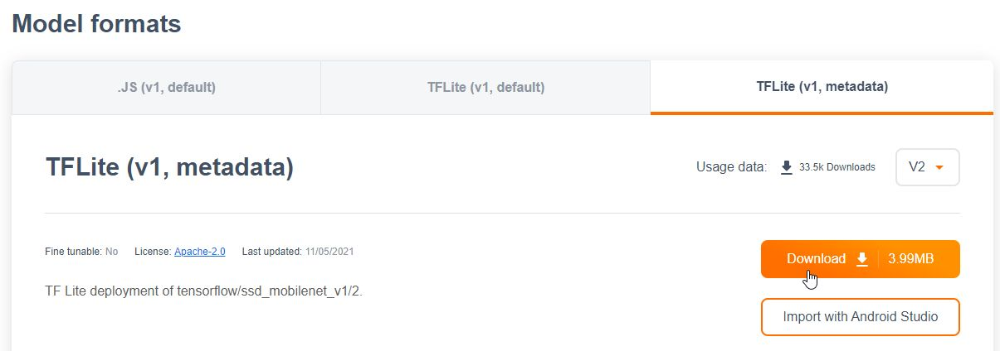 Model formats
.JS (v1, default) TFLite (v1, default) TFLite (v1, metadata)
TFLite (v1, metadata) Usage data: 33.5k Downloads V2
Fine tunable: No License: Apache-2.0 Last updated: 11/05/2021
Download 3.99MB
TF Lite deployment of tensorflow/ssd_mobilenet_v1/2.
Import with Android Studio